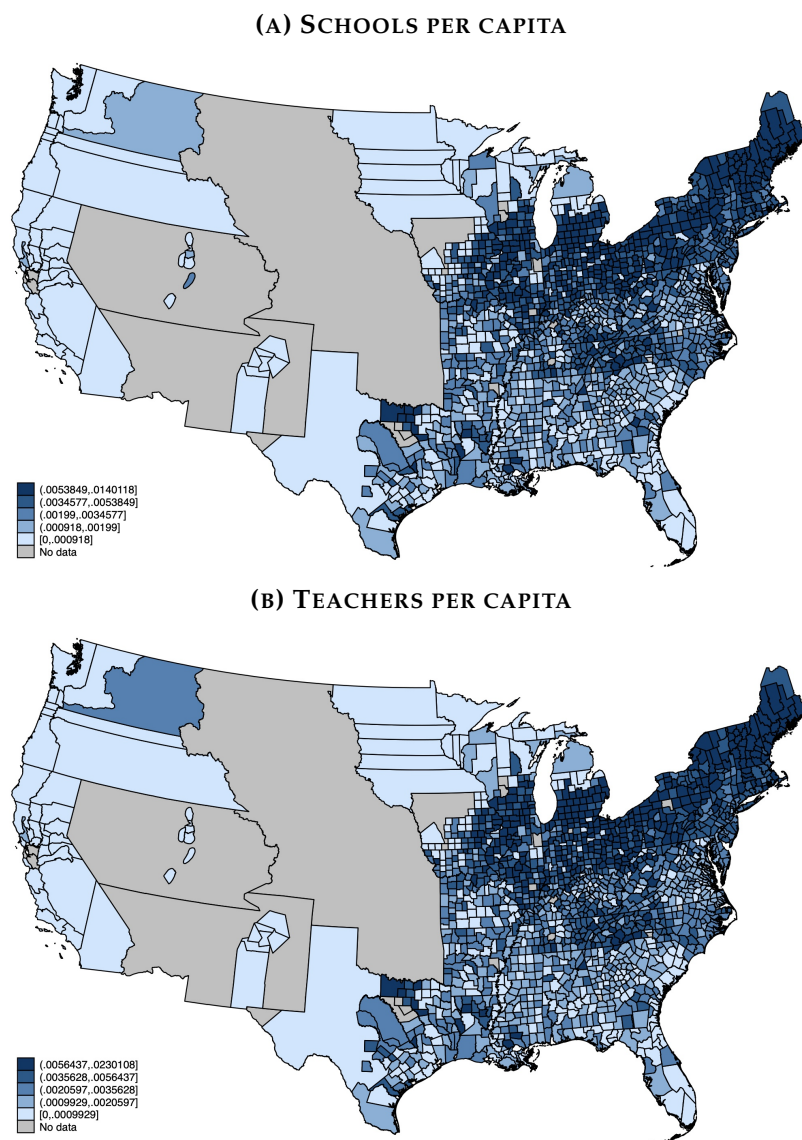 (A) SCHOOLS PER CAPITA
(.0053849,.0140118]
(.0034577,.0053849]
(.00199,.0034577]
(.000918,.00199]
[0,.000918]
No data
(B) TEACHERS PER CAPITA
(.0056437,.0230108]
(.0035628,.0056437]
(.0020597,.0035628]
(.0009929,.0020597]
[0,.0009929]
No data